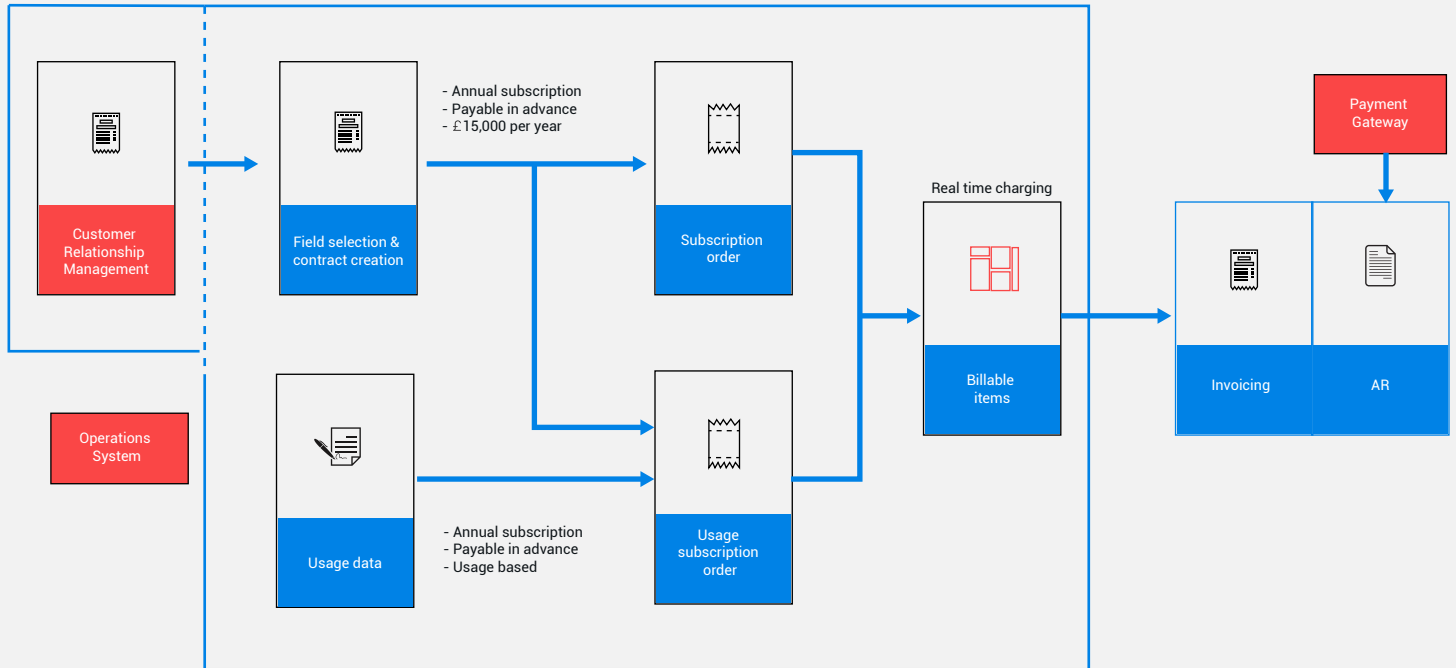 Customer
Relationship
Management
Field selection &
contract creation
- Annual subscription
- Payable in advance
- £15,000 per year
Subscription
order
Real time charging
Billable
items
Payment
Gateway
Invoicing
AR
Operations
System
Usage data
- Annual subscription
- Payable in advance
- Usage based
Usage
subscription
order